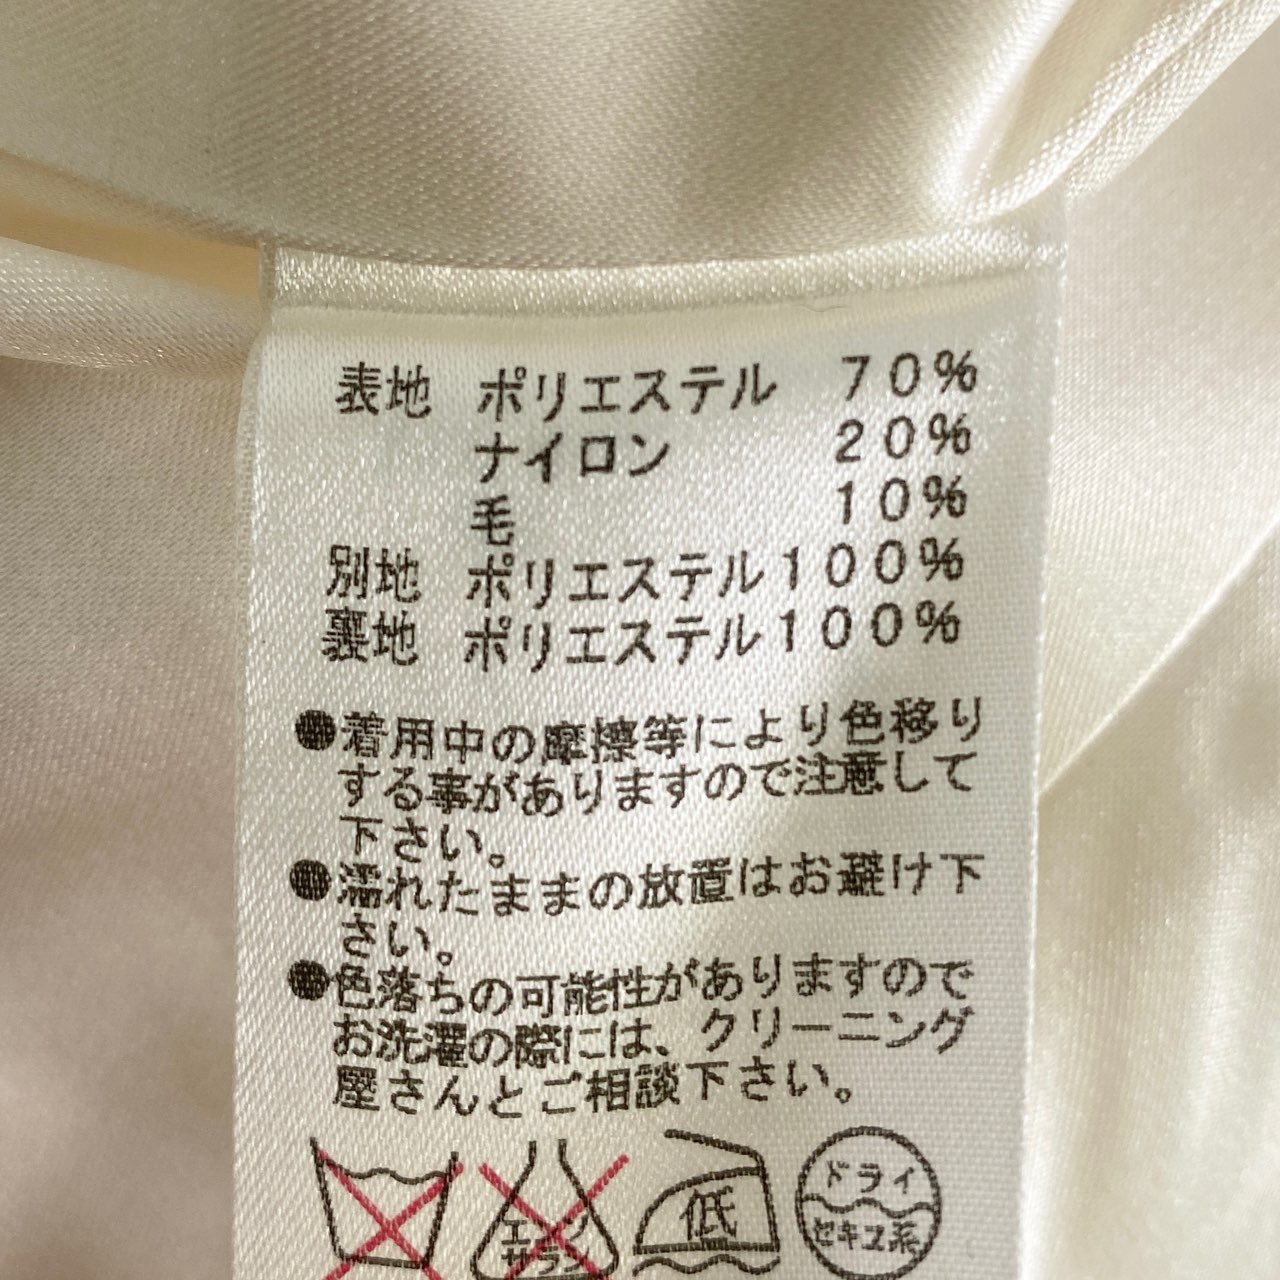 表地 ポリエステル 70%
ナイロン 20%
毛 10%
別地 ポリエステル100%
裏地 ポリエステル100%
●着用中の摩擦等により色移り
する事がありますので注意して
下さい。
●濡れたままの放置はお避け下
さい。
●色落ちの可能性がありますので
お洗濯の際には、クリーニング
屋さんとご相談下さい。
エンソ
サラシ
低
ドライ
セキユ系